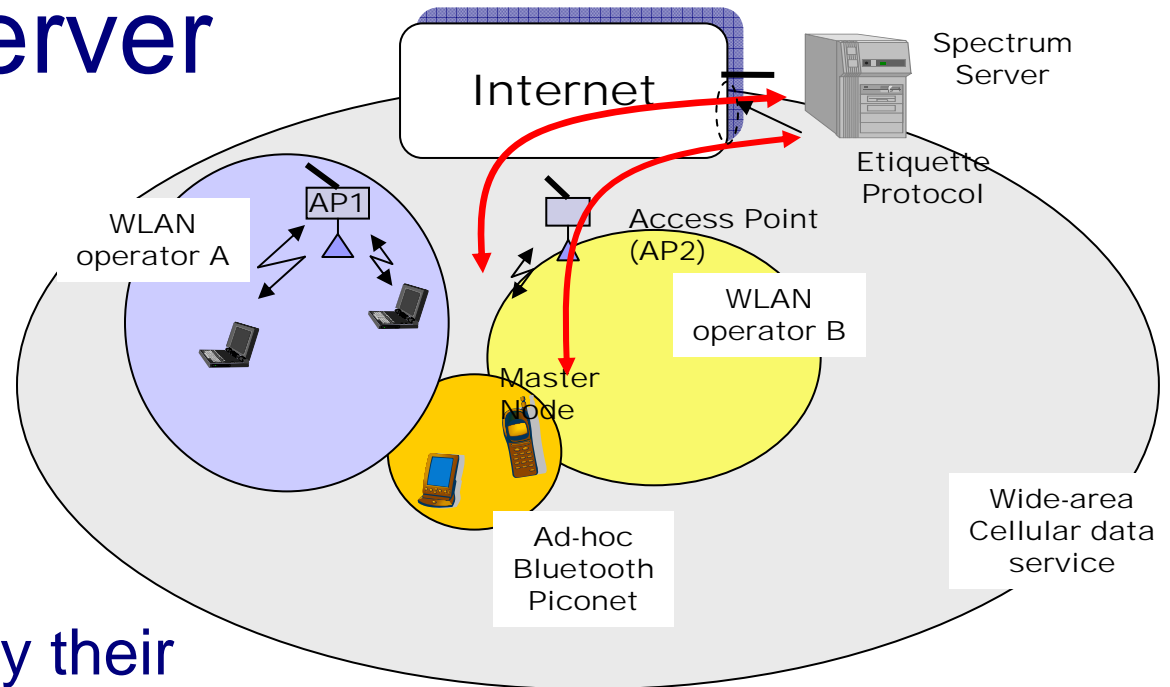 erver
Internet
Spectrum
Server
Etiquette
Protocol
AP1
WLAN
operator A
Access Point
(AP2)
WLAN
operator B
Master
Node
Ad-hoc
Bluetooth
Piconet
Wide-area
Cellular data
service
y their